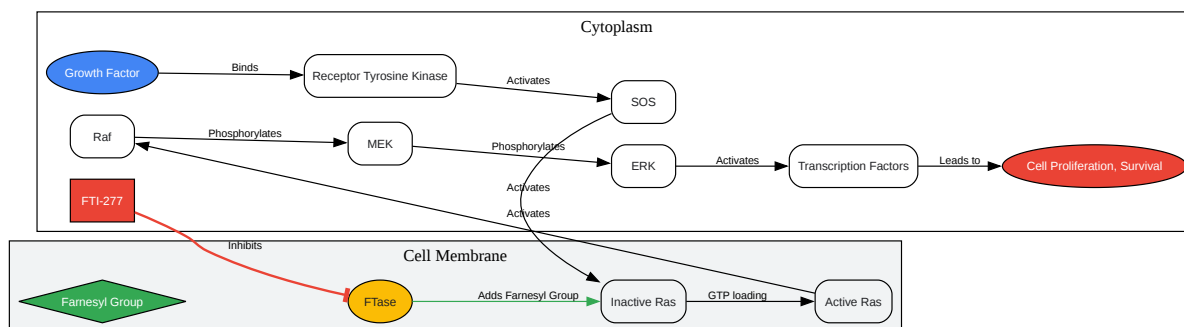 Cytoplasm
Growth Factor
Binds
Receptor Tyrosine Kinase
Activates
SOS
Raf
Phosphorylates
MEK
Phosphorylates
ERK
Activates
Transcription Factors
Leads to
Cell Proliferation, Survival
FTI-277
Activates
Activates
Inhibits
Cell Membrane
Farnesyl Group
FTase
Adds Farnesyl Group
Inactive Ras
GTP loading
Active Ras